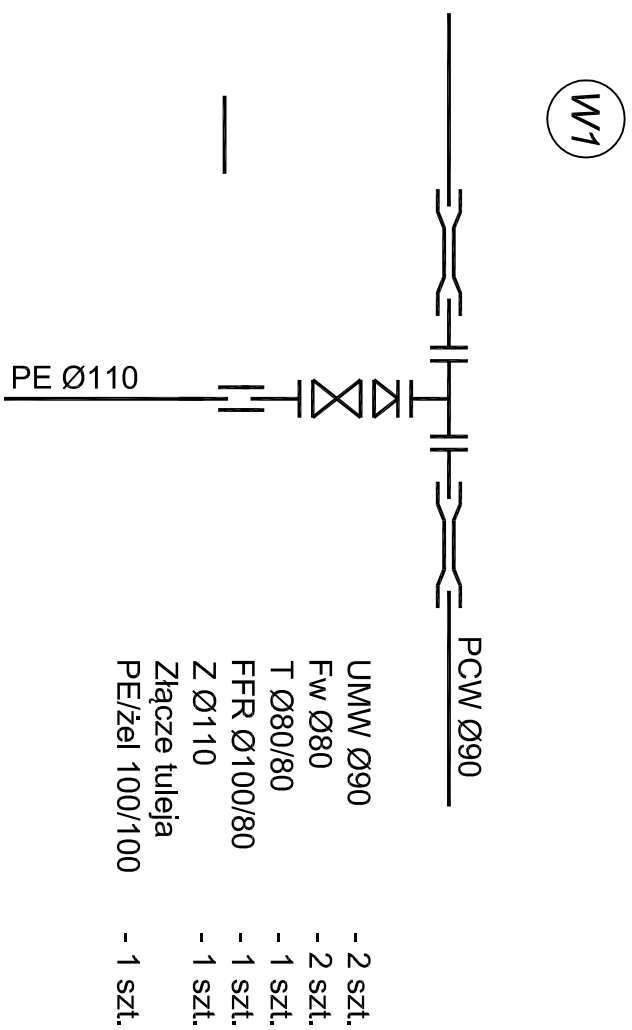 W1
PCW Ø90
PE Ø110
UMW Ø90 - 2 szt.
Fw Ø80 - 2 szt.
T Ø80/80 - 1 szt.
FFR Ø100/80 - 1 szt.
Z Ø110 - 1 szt.
Złącze tuleja
PE/żel 100/100 - 1 szt.